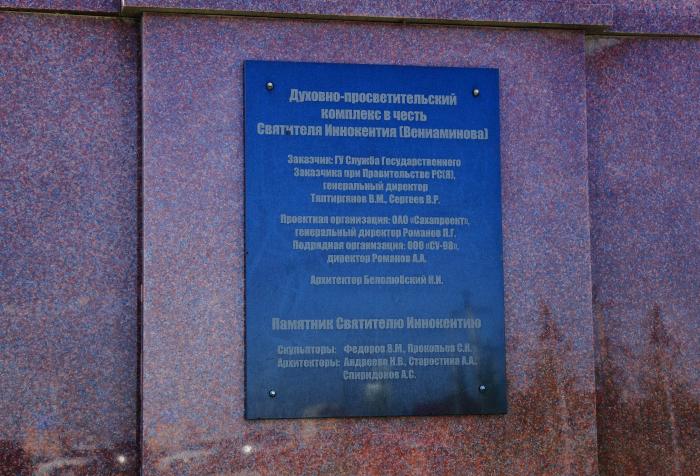 Духовно-просветительский
комплекс в честь
Святителя Иннокентия (Вениаминова)
Заказчик: ГУ Служба Государственного
Заказчика при Правительстве РС(Я),
генеральный директор
Тяптиргянов В.М., Сергеев В.Р.
Проектная организация: ОАО «Сахапроект»,
генеральный директор Романов П.Г.
Подрядная организация: ООО «СУ-98»,
директор Романов А.А.
Архитектор Белолюбский И.И.
Памятник Святителю Иннокентию
Скульпторы: Федоров В.М., Прокопьев С.К.
Архитекторы: Андреева Н.В., Старостина А.А.,
Спиридонов А.С.